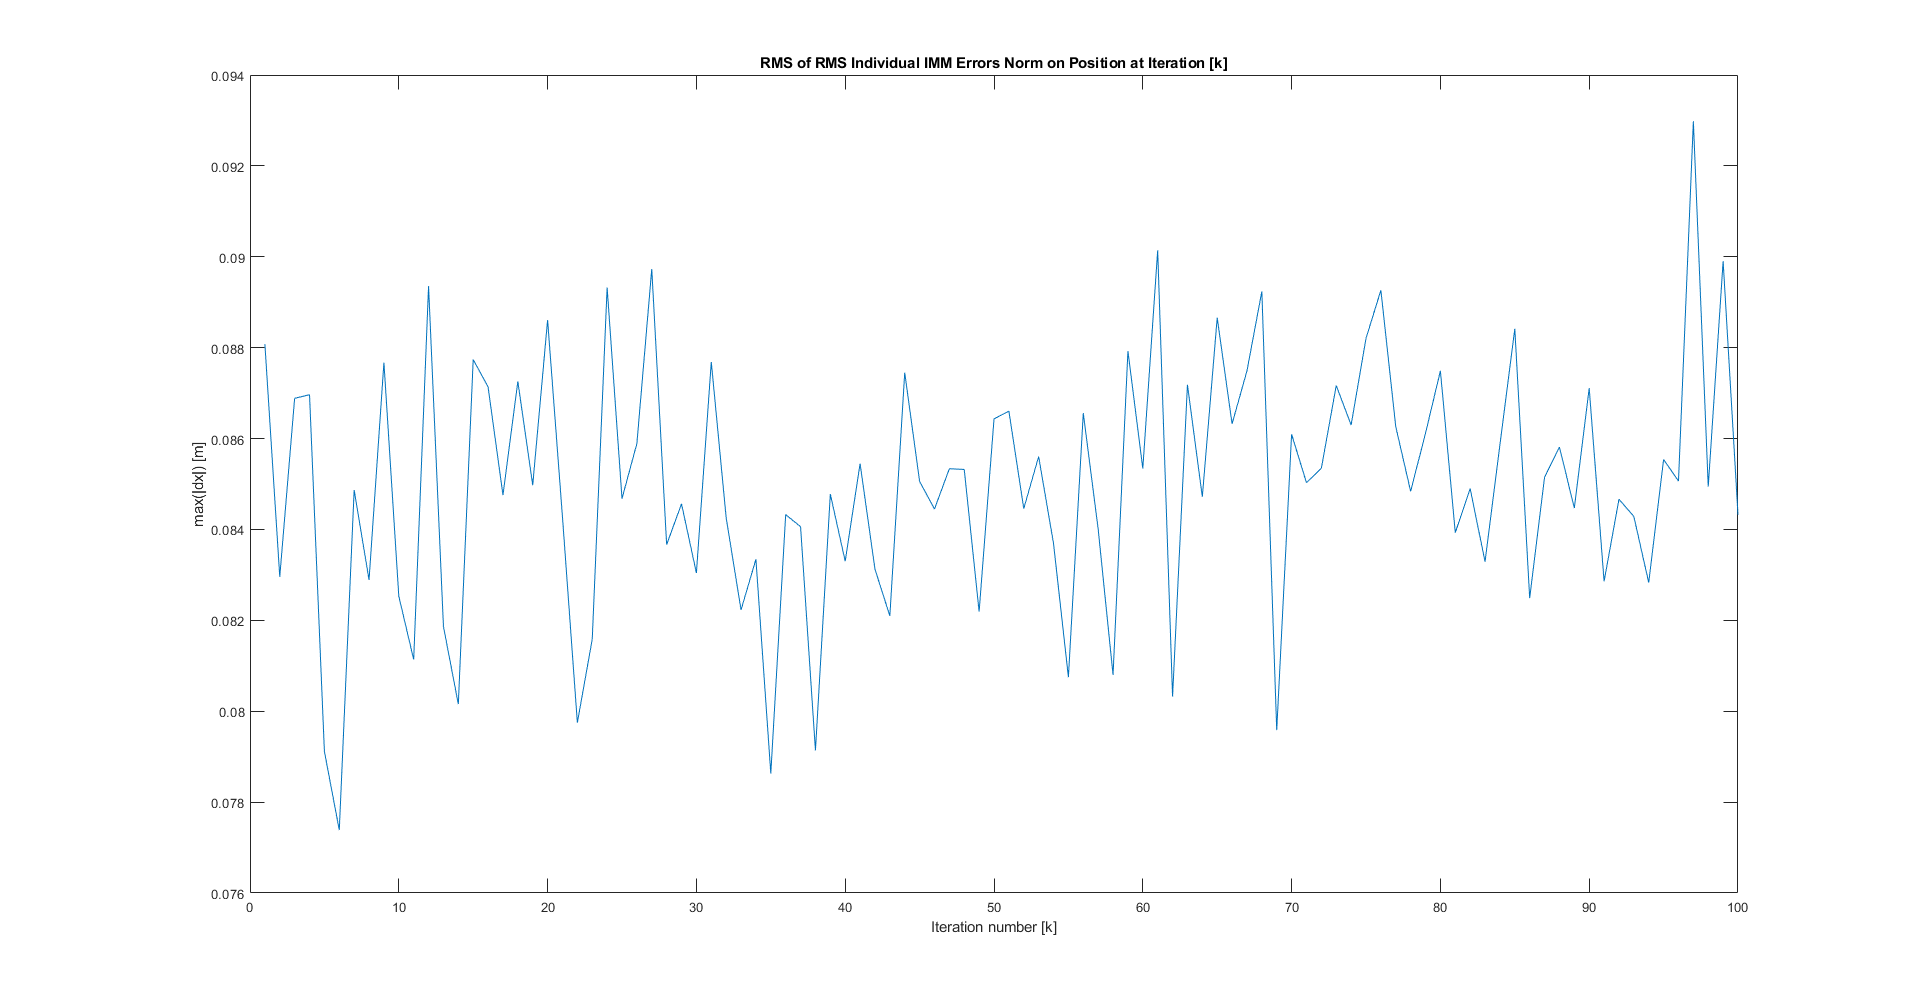 RMS of RMS Individual IMM Errors Norm on Position at Iteration [k]
0.094
0.092
0.09
0.088
0.086
0.084
0.082
0.08
0.078
0.076
max(|dx|) [m]
0 10 20 30 40 50 60 70 80 90 100
Iteration number [k]